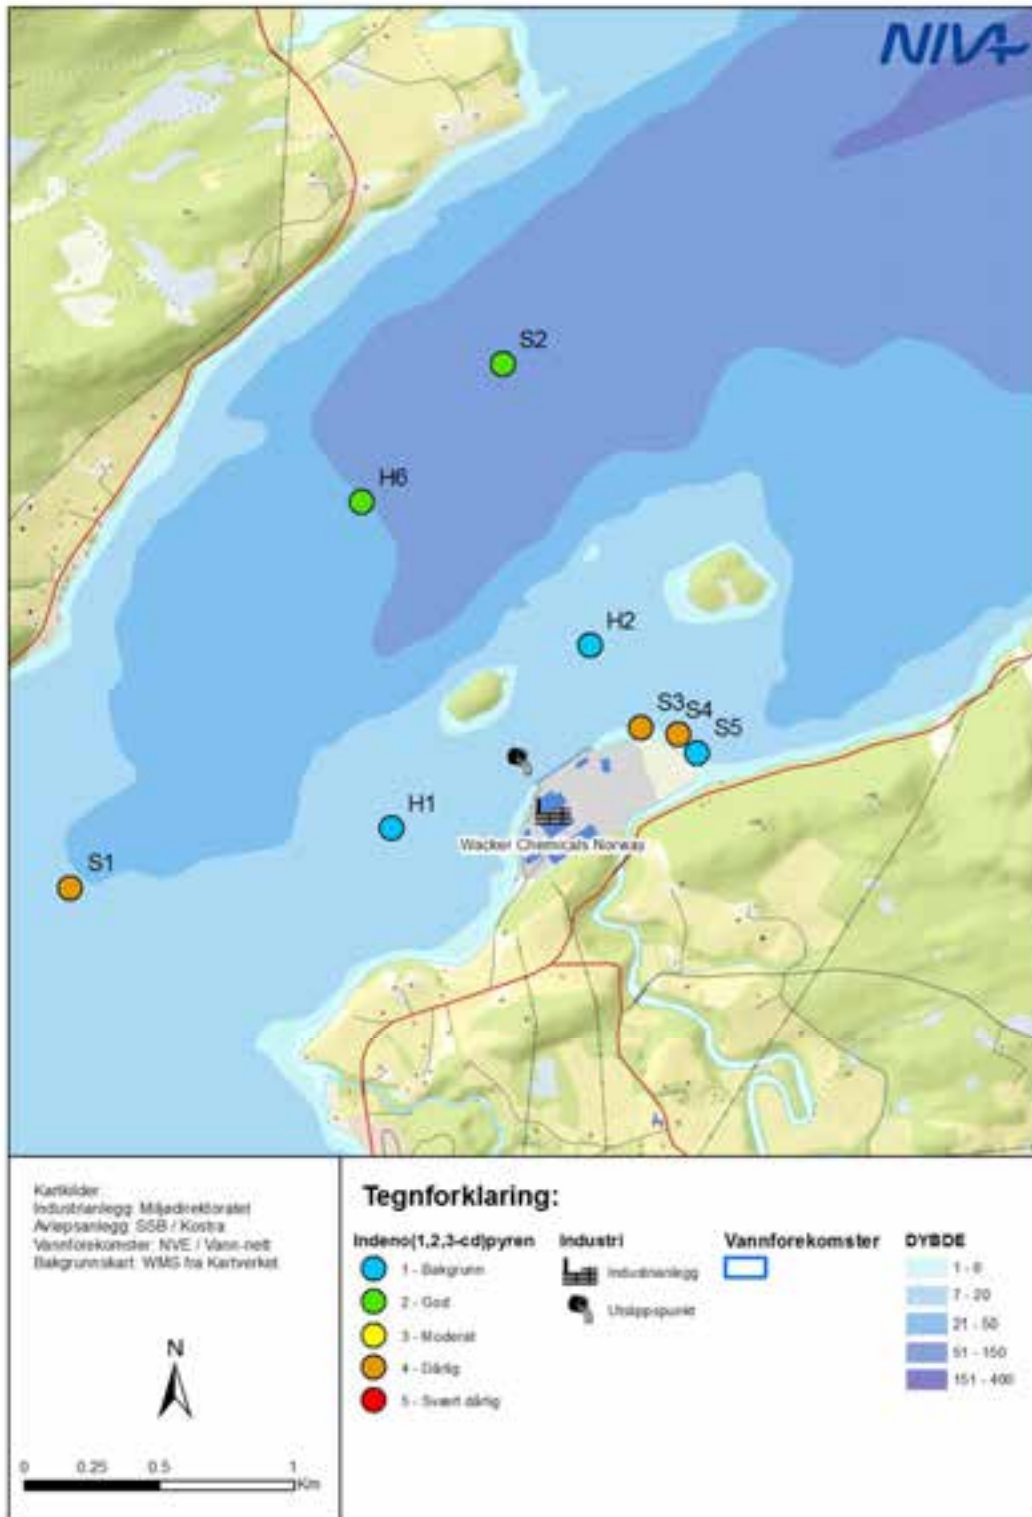 NIVA
S2
H6
H2
S3
S4
S5
H1
Wacker Chemicals Norway
S1
Kartkilder:
Industrianlegg: Miljødirektoratet
Avløpsanlegg: SSB / Kostra
Vannforekomster: NVE / Vann-nett
Bakgrunnskart: WMS fra Kartverket
N
0 0.25 0.5 1
Km
Tegnforklaring:
Indeno(1,2,3-cd)pyren
1 - Bakgrunn
2 - God
3 - Moderat
4 - Dårlig
5 - Svært dårlig
Industri
Industrianlegg
Utslippspunkt
Vannforekomster
DYBDE
1 - 6
7 - 20
21 - 50
51 - 150
151 - 400